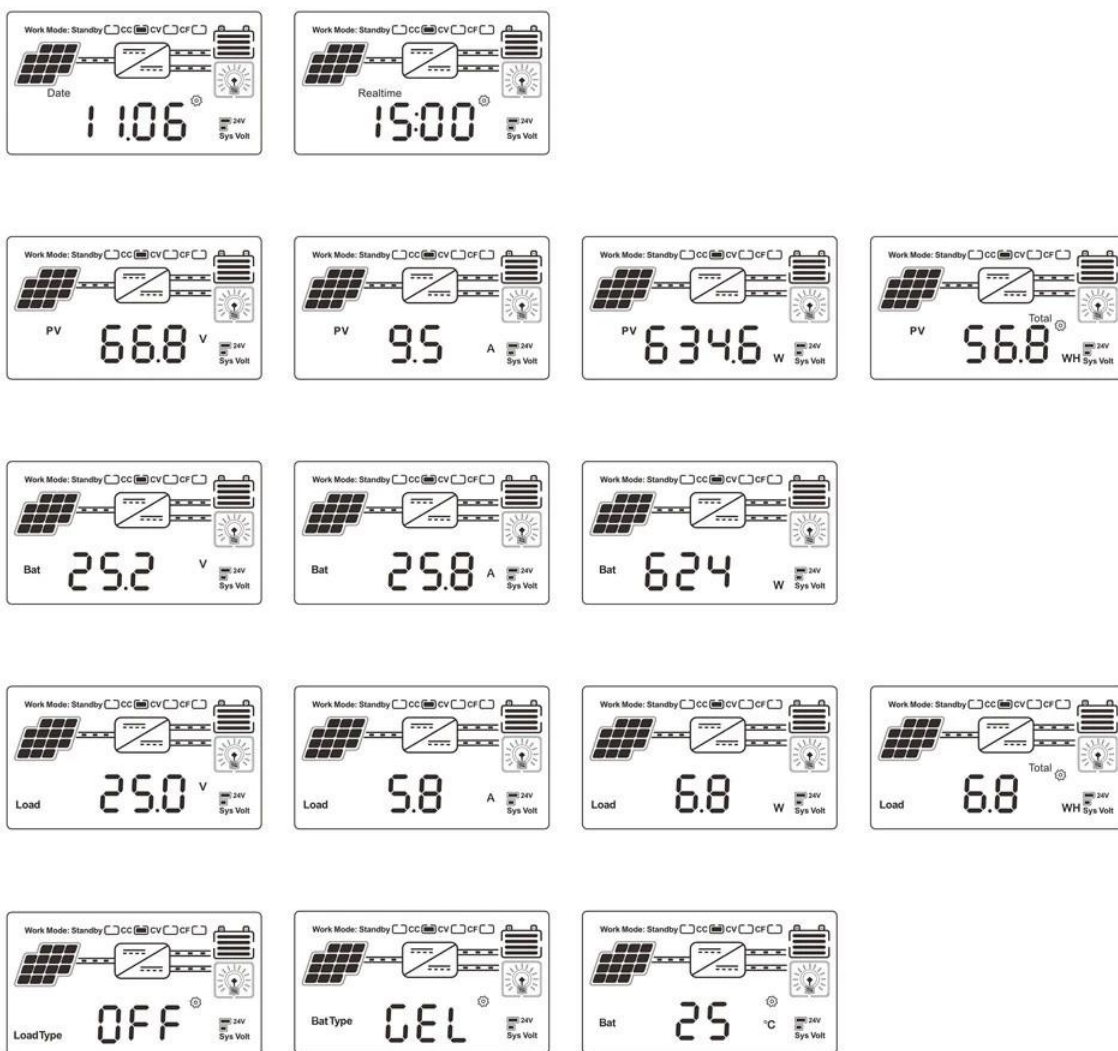 Work Mode: Standby CC CV CF
Date
11.06
24V
Sys Volt
Work Mode: Standby CC CV CF
Realtime
15:00
24V
Sys Volt
Work Mode: Standby CC CV CF
PV 66.8 V
24V
Sys Volt
Work Mode: Standby CC CV CF
PV 9.5 A
24V
Sys Volt
Work Mode: Standby CC CV CF
PV 634.6 W
24V
Sys Volt
Work Mode: Standby CC CV CF
Total
PV 56.8 WH
24V
Sys Volt
Work Mode: Standby CC CV CF
Bat 25.2 V
24V
Sys Volt
Work Mode: Standby CC CV CF
Bat 25.8 A
24V
Sys Volt
Work Mode: Standby CC CV CF
Bat 624 W
24V
Sys Volt
Work Mode: Standby CC CV CF
Load 25.0 V
24V
Sys Volt
Work Mode: Standby CC CV CF
Load 5.8 A
24V
Sys Volt
Work Mode: Standby CC CV CF
Load 6.8 W
24V
Sys Volt
Work Mode: Standby CC CV CF
Total
Load 6.8 WH
24V
Sys Volt
Work Mode: Standby CC CV CF
Load Type OFF
24V
Sys Volt
Work Mode: Standby CC CV CF
Bat Type GEL
24V
Sys Volt
Work Mode: Standby CC CV CF
Bat 25 °C
24V
Sys Volt